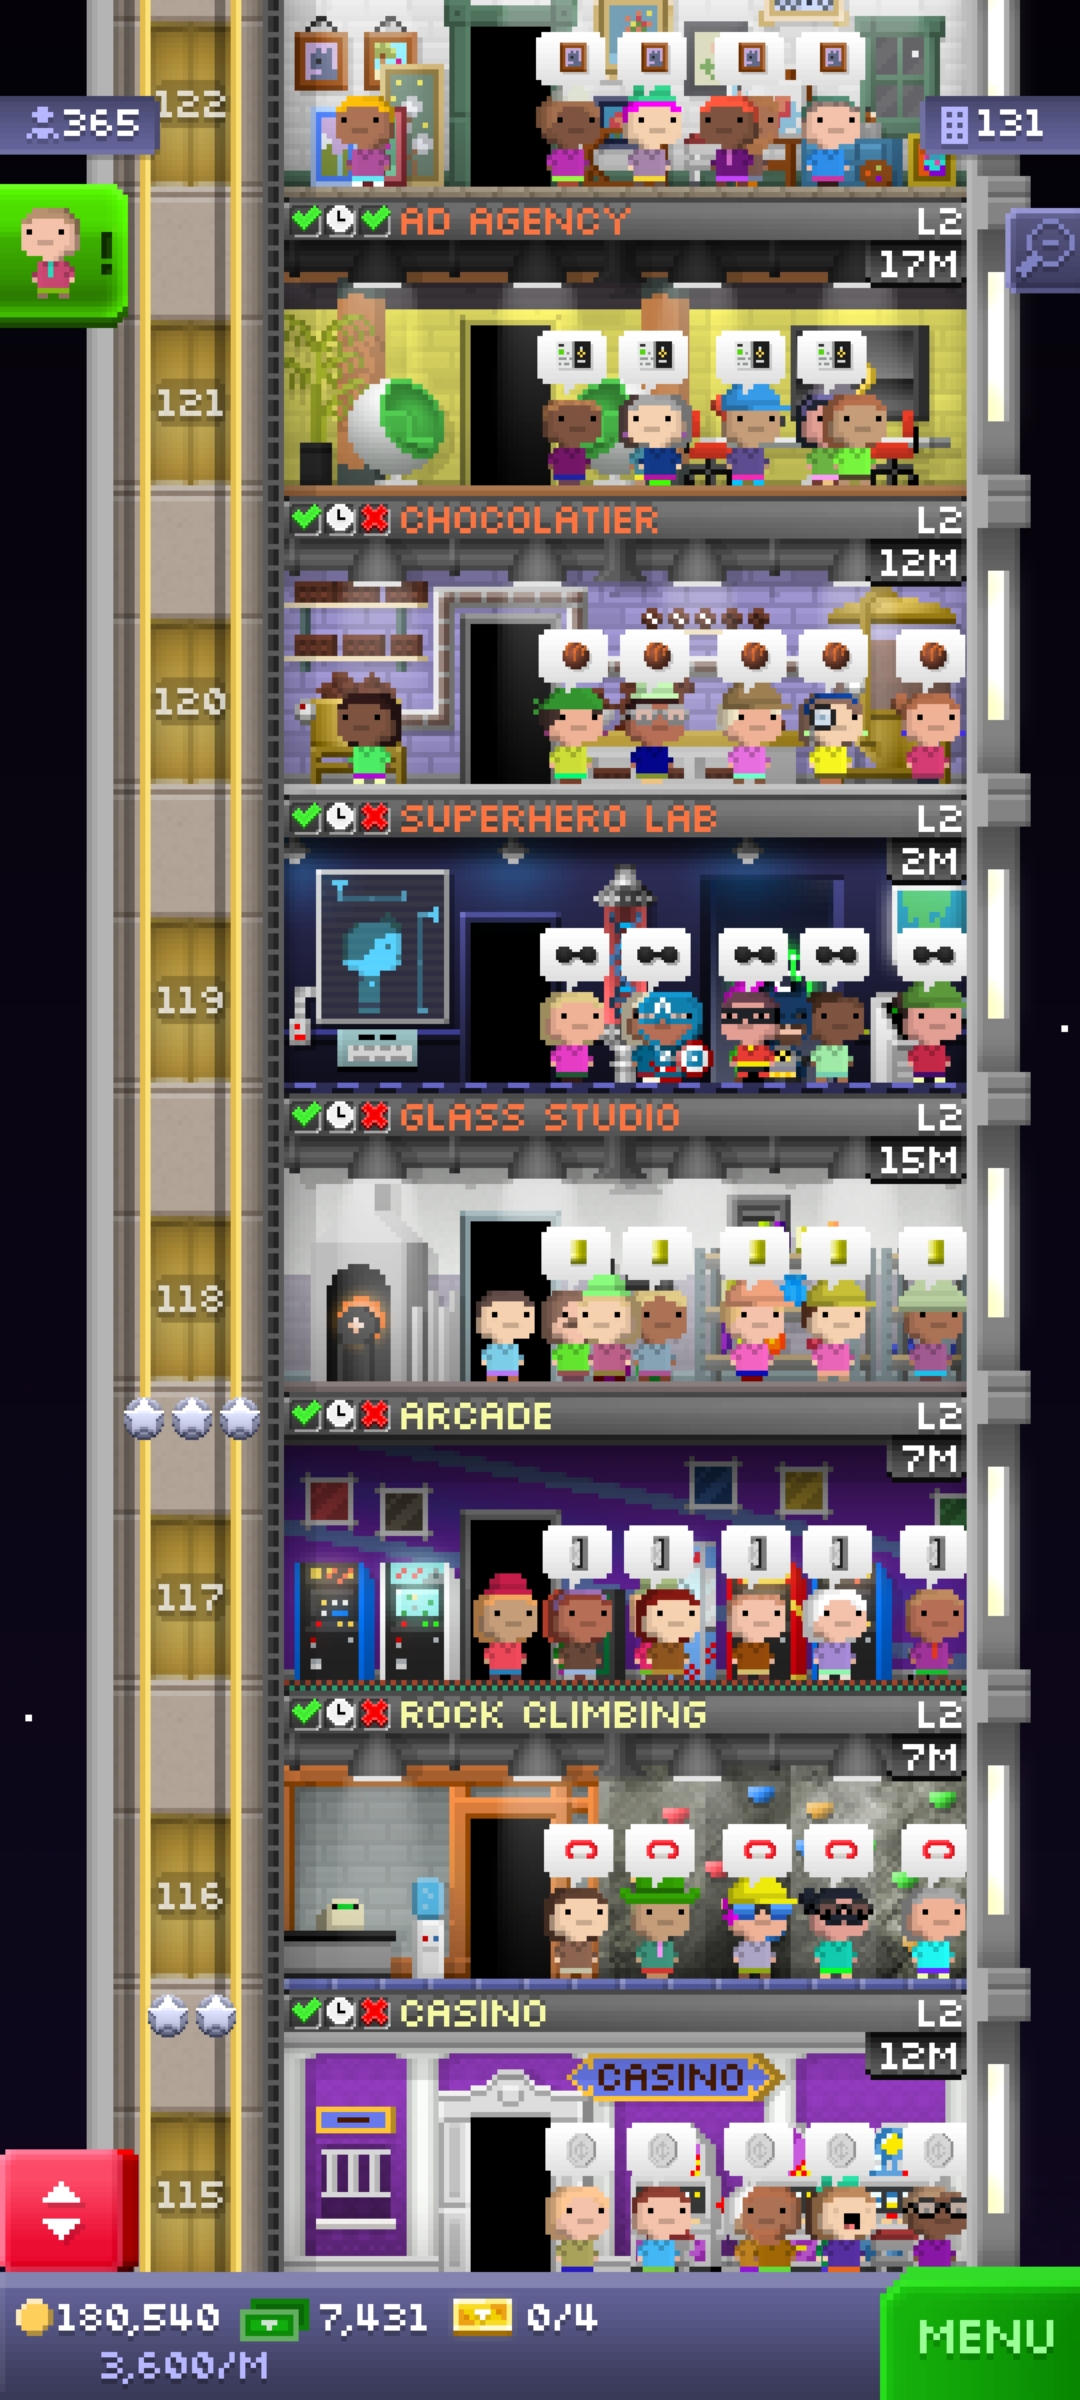 122
365
131
AD AGENCY L2
17M
!
121
CHOCOLATIER L2
12M
120
SUPERHERO LAB L2
2M
119
GLASS STUDIO L2
15M
118
ARCADE L2
7M
117
ROCK CLIMBING L2
7M
116
CASINO L2
12M
CASINO
115
180,540 7,431 0/4
3,600/M
MENU